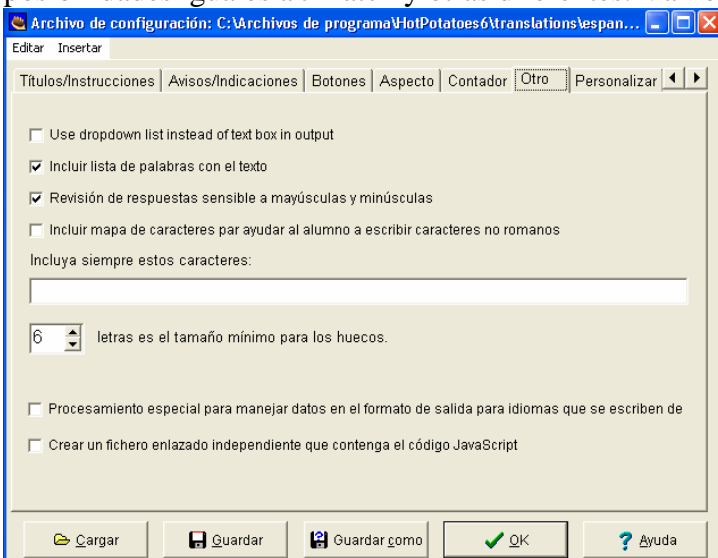 Archivo de configuración: C:\Archivos de programa\HotPotatoes6\translations\espan...
Editar Insertar
Títulos/Instrucciones Avisos/Indicaciones Botones Aspecto Contador Otro Personalizar
Use dropdown list instead of text box in output
Incluir lista de palabras con el texto
Revisión de respuestas sensible a mayúsculas y minúsculas
Incluir mapa de caracteres par ayudar al alumno a escribir caracteres no romanos
Incluya siempre estos caracteres:
6 letras es el tamaño mínimo para los huecos.
Procesamiento especial para manejar datos en el formato de salida para idiomas que se escriben de
Crear un fichero enlazado independiente que contenga el código JavaScript
Cargar Guardar Guardar como OK Ayuda